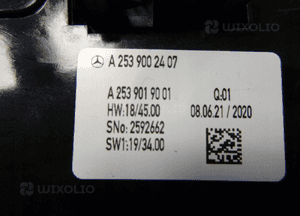 WIXOLIO
A 253 900 24 07
A 253 901 90 01 Q:01
HW:18/45.00 08.06.21 / 2020
SNo: 2592662
SW1:19/34.00
WIXOLIO